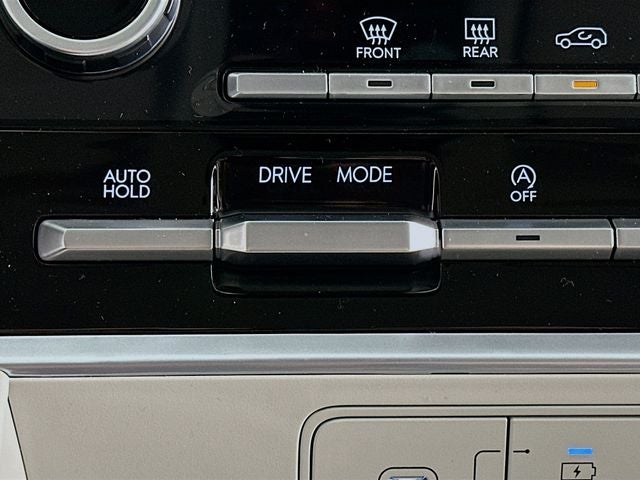 FRONT REAR
AUTO HOLD
DRIVE MODE
A OFF